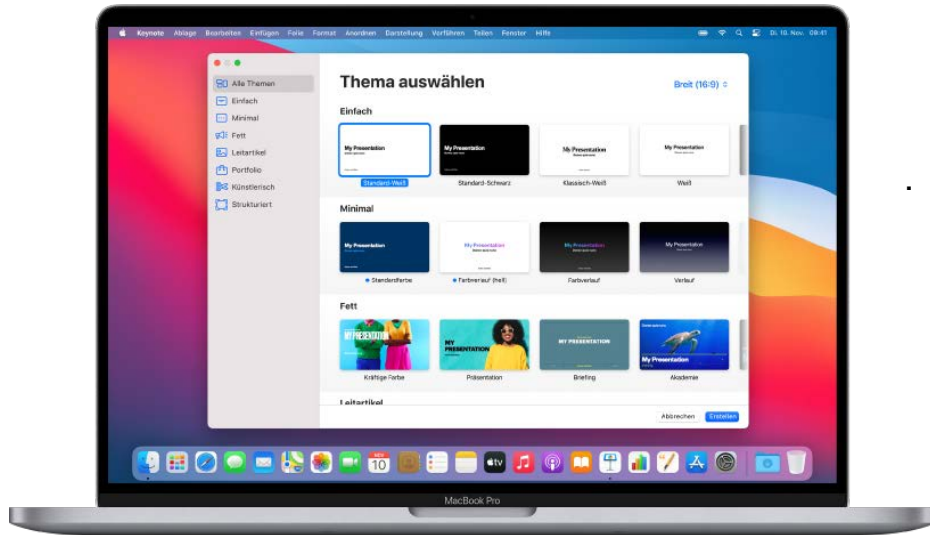 Keynote Ablage Bearbeiten Einfügen Folie Format Anordnen Darstellung Vorführen Teilen Fenster Hilfe
Di. 10. Nov. 09:41
Alle Themen
Einfach
Minimal
Fett
Leitartikel
Portfolio
Künstlerisch
Strukturiert
Thema auswählen
Breit (16:9)
Einfach
My Presentation
My Presentation
My Presentation
My Presentation
Standard-Weiß
Standard-Schwarz
Klassisch-Weiß
Weiß
Minimal
My Presentation
My Presentation
My Presentation
My Presentation
Standardfarbe
Farbverlauf (hell)
Farbverlauf
Verlauf
Fett
MY PRESENTATION
MY
PRESENTATION
MY PRESENTATION
My Presentation
Kräftige Farbe
Präsentation
Briefing
Akademie
Leitartikel
Abbrechen
Erstellen
NOV
10
tv
MacBook Pro
.